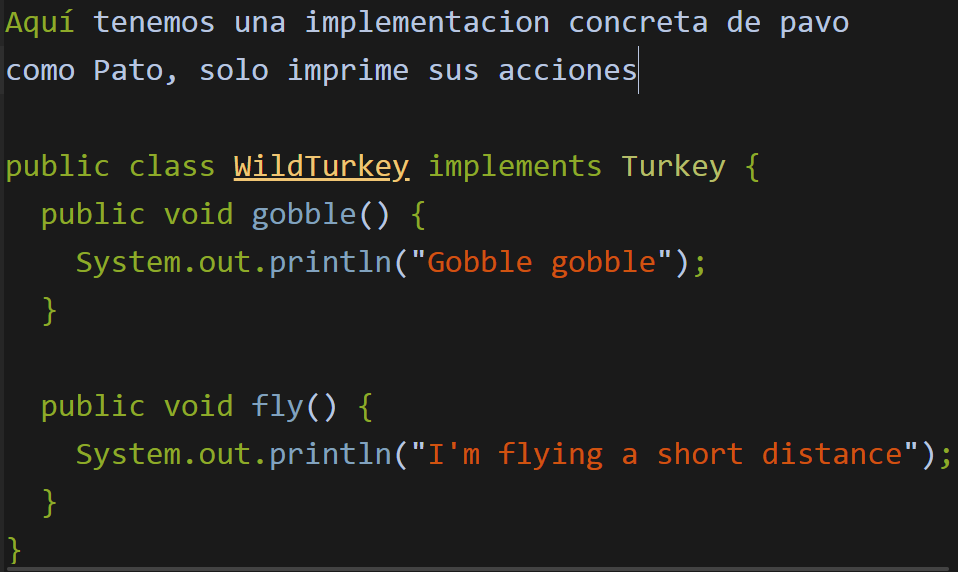 Aquí tenemos una implementacion concreta de pavo
como Pato, solo imprime sus acciones
public class WildTurkey implements Turkey {
public void gobble() {
System.out.println("Gobble gobble");
}
public void fly() {
System.out.println("I'm flying a short distance");
}
}